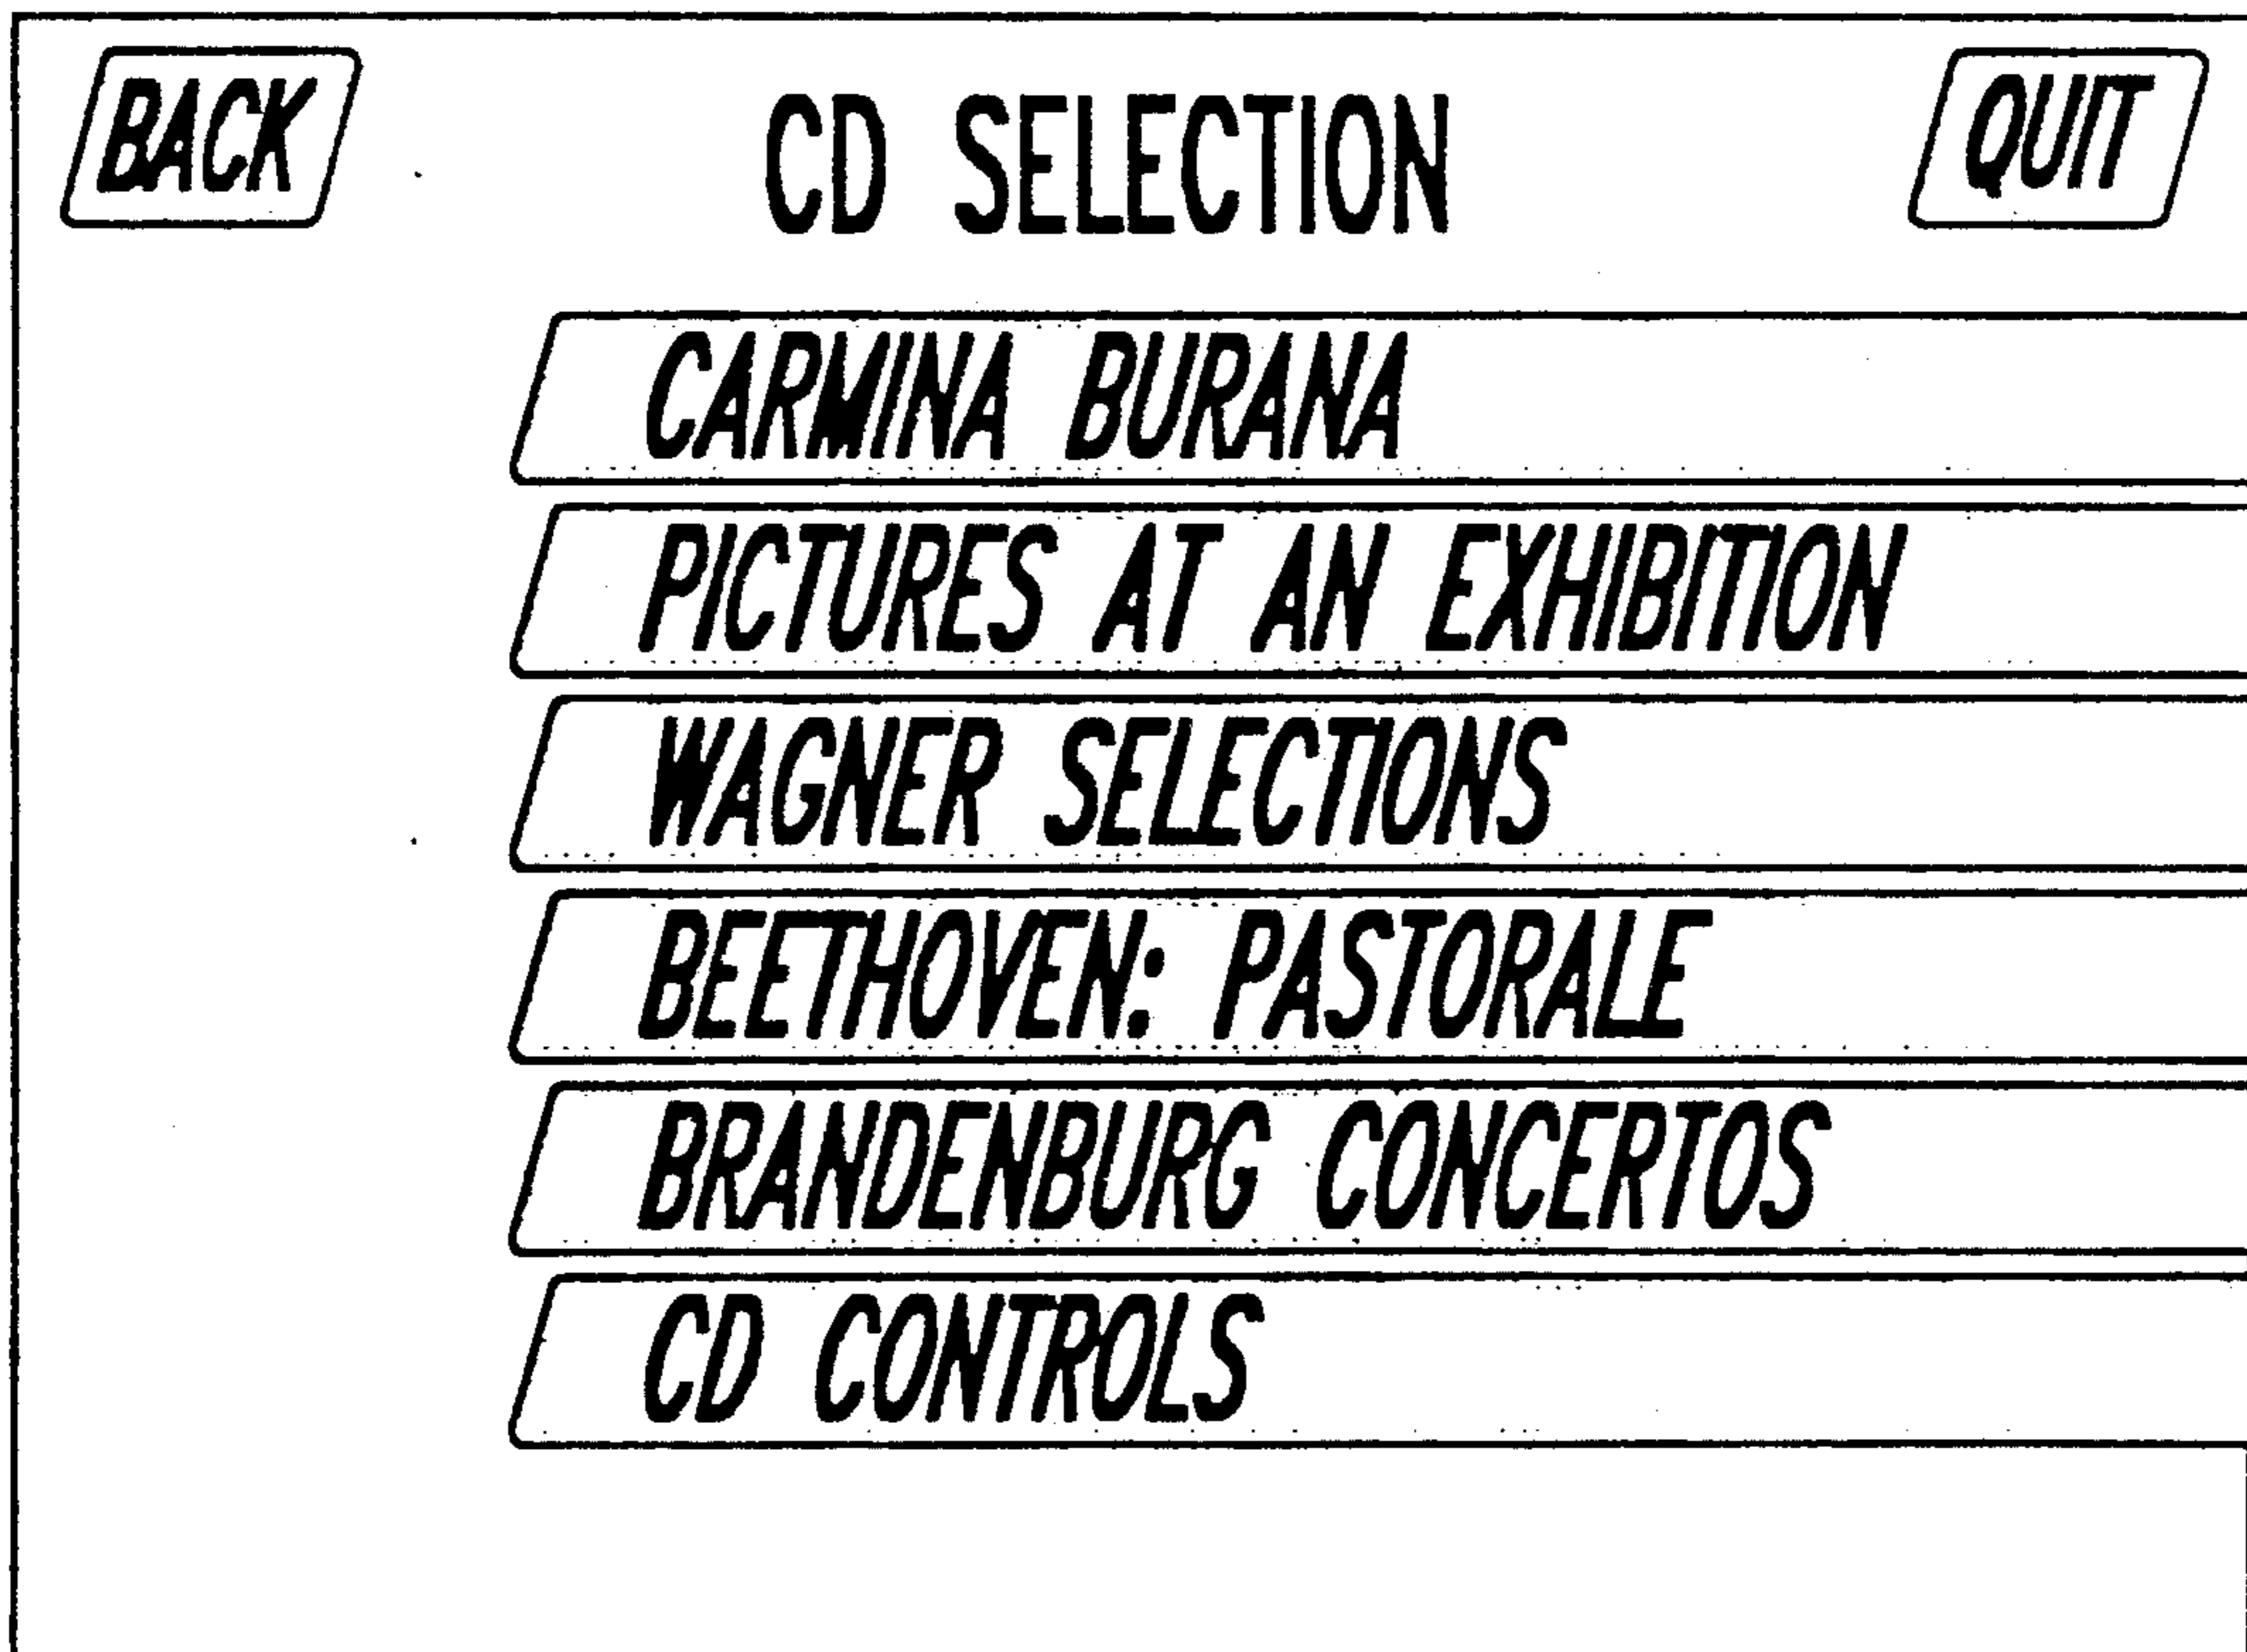 BACK
CD SELECTION
QUIT
CARMINA BURANA
PICTURES AT AN EXHIBITION
WAGNER SELECTIONS
BEETHOVEN: PASTORALE
BRANDENBURG CONCERTOS
CD CONTROLS